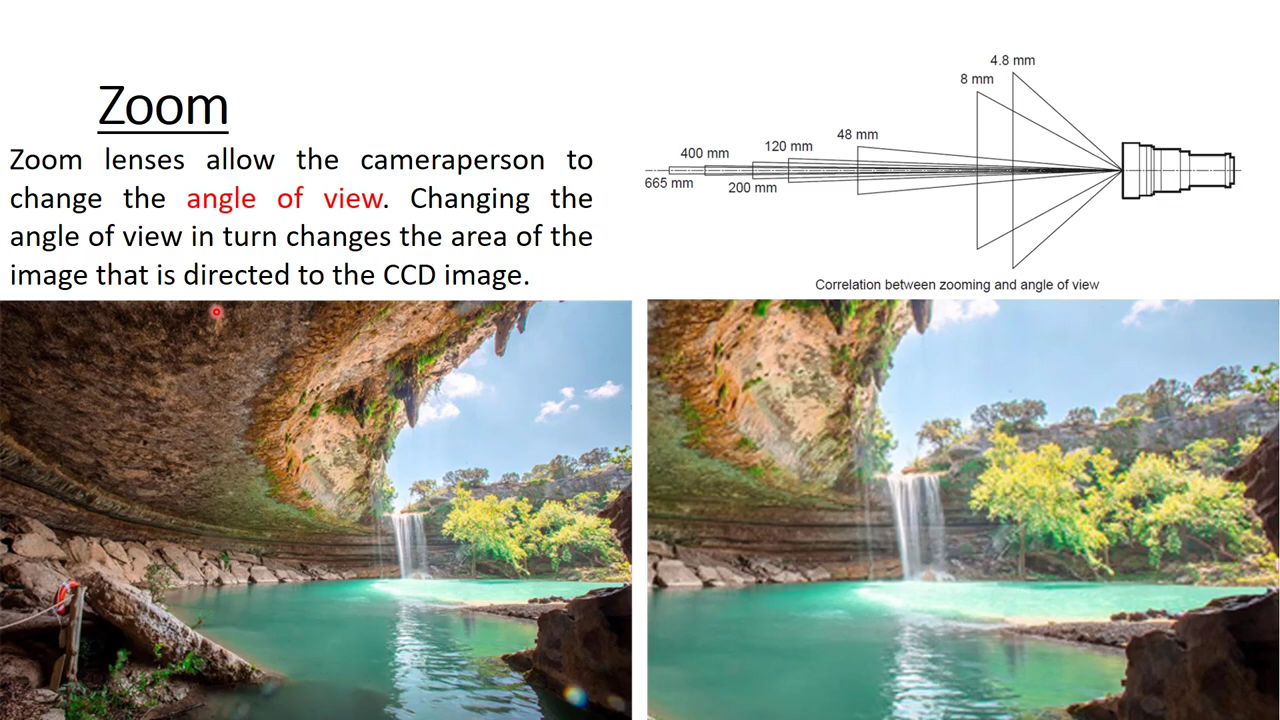 Zoom
Zoom lenses allow the cameraperson to
change the angle of view. Changing the
angle of view in turn changes the area of the
image that is directed to the CCD image.
4.8 mm
8 mm
48 mm
120 mm
400 mm
665 mm
200 mm
Correlation between zooming and angle of view